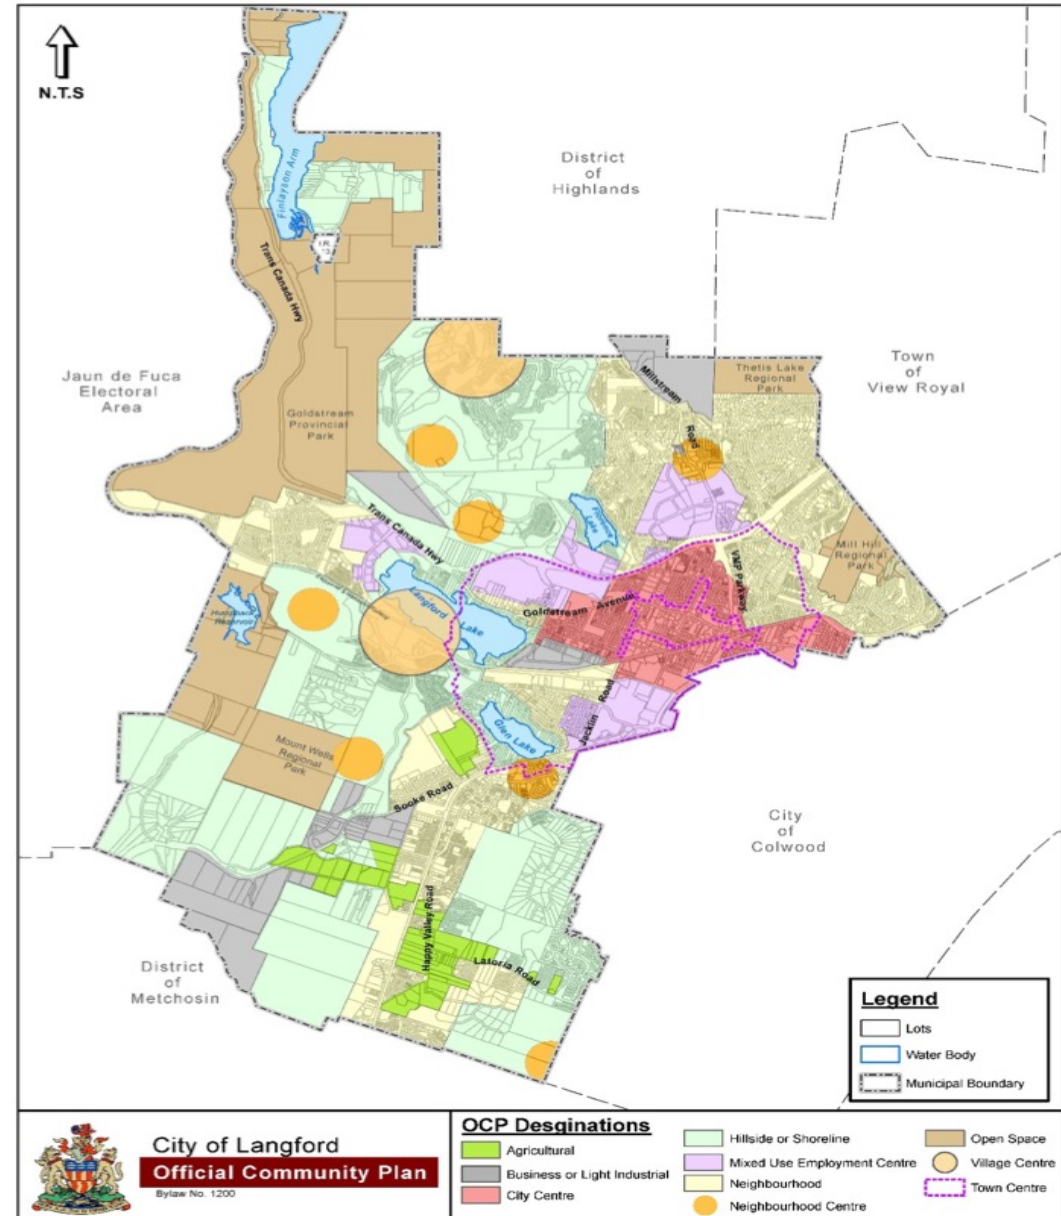 N.T.S
District
of
Highlands
Finlayson Arm
I.R.
Trans Canada Hwy
Jaun de Fuca
Electoral
Area
Goldstream
Provincial
Park
Millstream
Road
Thetis Lake
Regional
Park
Town
of
View Royal
Trans Canada Hwy
Florence
Lake
Mill Hill
Regional
Park
VMP Parkway
Langford
Lake
Goldstream Avenue
Humpback
Reservoir
Jacklin Road
Glen Lake
Mount Wells
Regional
Park
Sooke Road
City
of
Colwood
Happy Valley Road
Latoria Road
District
of
Metchosin
Legend
Lots
Water Body
Municipal Boundary
City of Langford
Official Community Plan
Bylaw No. 1200
OCP Desginations
Agricultural
Business or Light Industrial
City Centre
Hillside or Shoreline
Mixed Use Employment Centre
Neighbourhood
Neighbourhood Centre
Open Space
Village Centre
Town Centre